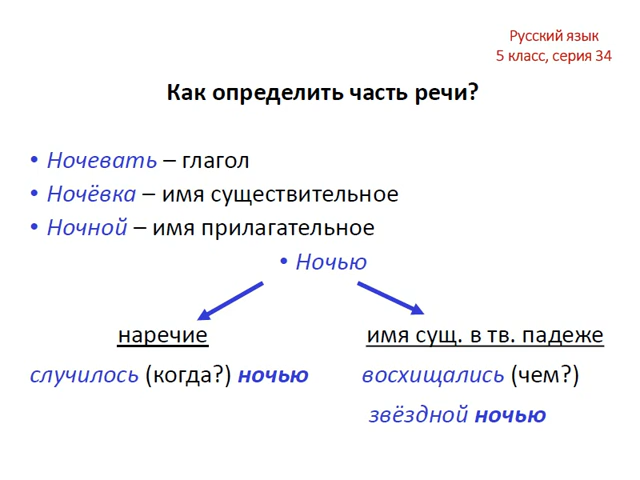 Русский язык
5 класс, серия 34
Как определить часть речи?
• Ночевать – глагол
• Ночёвка – имя существительное
• Ночной – имя прилагательное
• Ночью
наречие
имя сущ. в тв. падеже
случилось (когда?) ночью
восхищались (чем?)
звёздной ночью